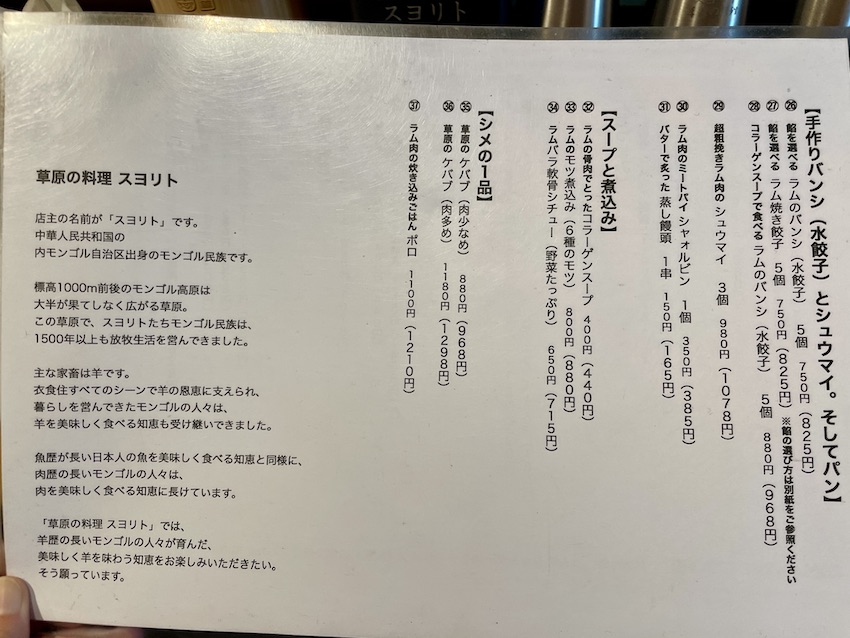 スヨリト
【手作りバンシ(水餃子)とシュウマイ。そしてパン】
㉖ 餡を選べる ラムのバンシ(水餃子) 5個 750円(825円)
㉗ 餡を選べる ラム焼き餃子 5個 750円(825円) ※餡の選び方は別紙をご参照ください
㉘ コラーゲンスープで食べる ラムのバンシ(水餃子) 5個 880円(968円)
㉙ 超粗挽きラム肉の シュウマイ 3個 980円(1078円)
㉚ ラム肉のミートパイ シャオルビン 1個 350円(385円)
㉛ バターで炙った 蒸し饅頭 1串 150円(165円)
【スープと煮込み】
㉜ ラムの骨肉でとったコラーゲンスープ 400円(440円)
㉝ ラムのモツ煮込み(6種のモツ) 800円(880円)
㉞ ラムバラ軟骨シチュー(野菜たっぷり) 650円(715円)
【シメの1品】
㉟ 草原の ケバブ(肉少なめ) 880円(968円)
㊱ 草原の ケバブ(肉多め) 1180円(1298円)
㊲ ラム肉の炊き込みごはん ポロ 1100円(1210円)
草原の料理 スヨリト
店主の名前が「スヨリト」です。
中華人民共和国の
内モンゴル自治区出身のモンゴル民族です。
標高1000m前後のモンゴル高原は
大半が果てしなく広がる草原。
この草原で、スヨリトたちモンゴル民族は、
1500年以上も放牧生活を営んできました。
主な家畜は羊です。
衣食住すべてのシーンで羊の恩恵に支えられ、
暮らしを営んできたモンゴルの人々は、
羊を美味しく食べる知恵も受け継いできました。
魚歴が長い日本人の魚を美味しく食べる知恵と同様に、
肉歴が長いモンゴルの人々は、
肉を美味しく食べる知恵に長けています。
「草原の料理 スヨリト」では、
羊歴の長いモンゴルの人々が育んだ、
美味しく羊を味わう知恵をお楽しみいただきたい。
そう願っています。